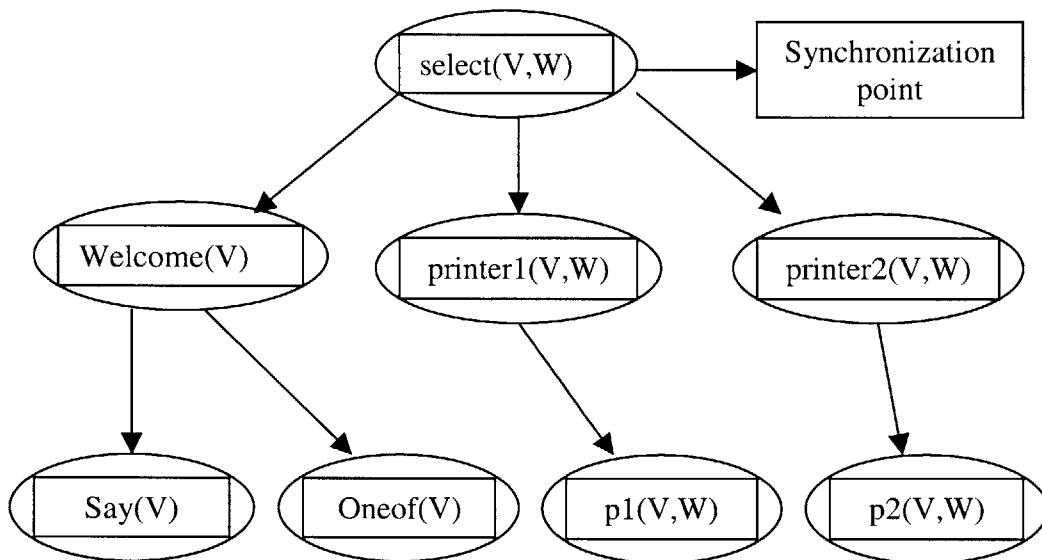 select(V,W)
Synchronization
point
Welcome(V)
printer1(V,W)
printer2(V,W)
Say(V)
Oneof(V)
p1(V,W)
p2(V,W)